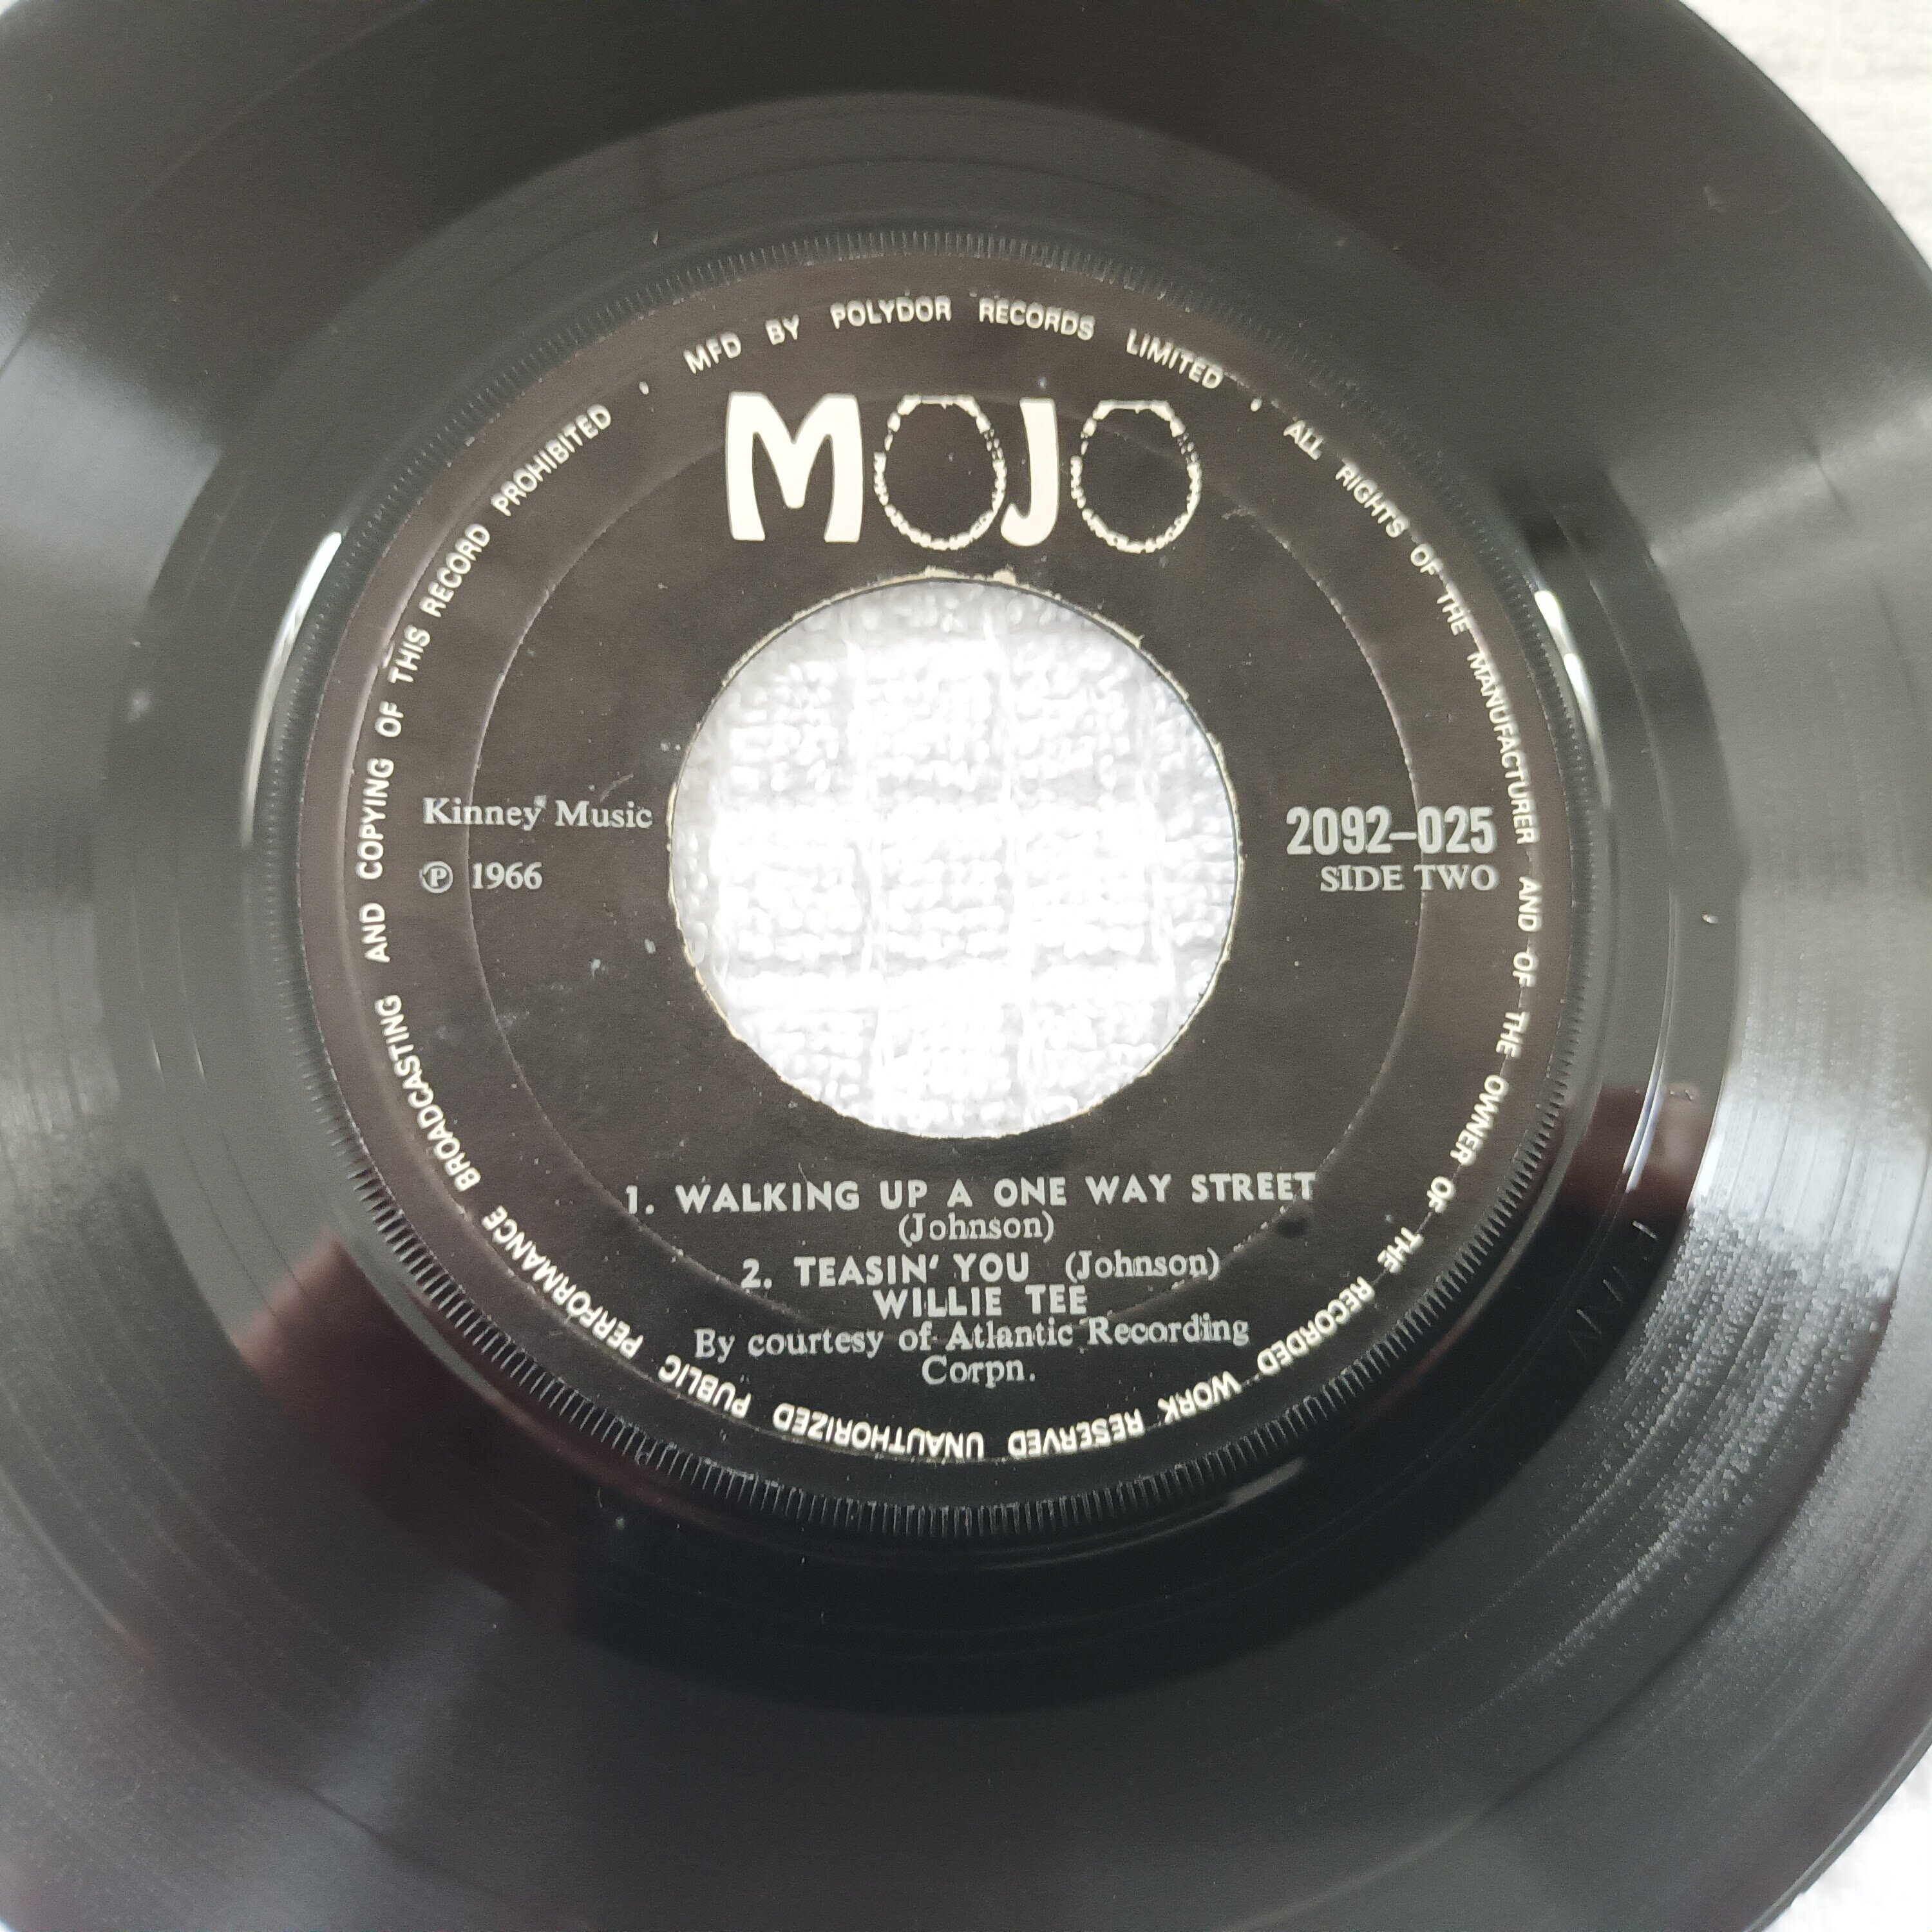 MFD BY POLYDOR RECORDS LIMITED · ALL RIGHTS OF THE MANUFACTURER AND OF THE OWNER OF THE RECORDED WORK RESERVED UNAUTHORIZED PUBLIC PERFORMANCE BROADCASTING AND COPYING OF THIS RECORD PROHIBITED ·
MOJO
Kinney Music
℗ 1966
2092-025
SIDE TWO
1. WALKING UP A ONE WAY STREET
(Johnson)
2. TEASIN' YOU (Johnson)
WILLIE TEE
By courtesy of Atlantic Recording
Corpn.